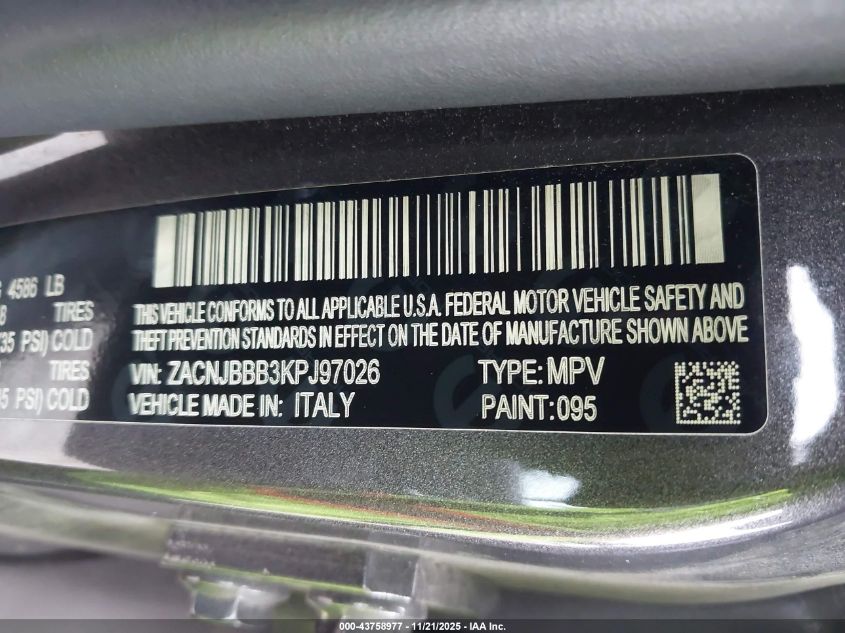 4586 LB
TIRES
35 PSI) COLD
TIRES
PSI) COLD
THIS VEHICLE CONFORMS TO ALL APPLICABLE U.S.A. FEDERAL MOTOR VEHICLE SAFETY AND
THEFT PREVENTION STANDARDS IN EFFECT ON THE DATE OF MANUFACTURE SHOWN ABOVE
VIN: ZACNJBBB3KPJ97026 TYPE: MPV
VEHICLE MADE IN: ITALY PAINT:095
000-43758977 - 11/21/2025 - IAA Inc.